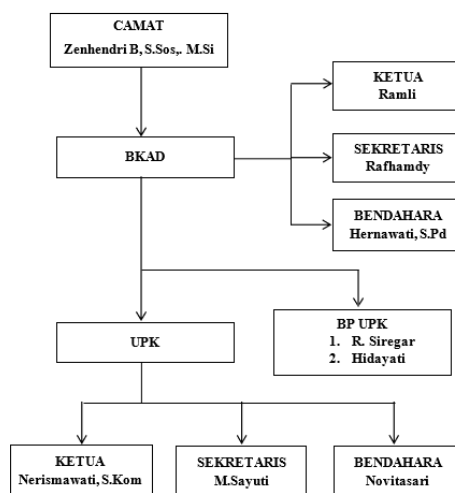 CAMAT
Zenhendri B, S.Sos,. M.Si
KETUA
Ramli
BKAD
SEKRETARIS
Rafhamdy
BENDAHARA
Hernawati, S.Pd
UPK
BP UPK
1. R. Siregar
2. Hidayati
KETUA
Nerismawati, S.Kom
SEKRETARIS
M.Sayuti
BENDAHARA
Novitasari